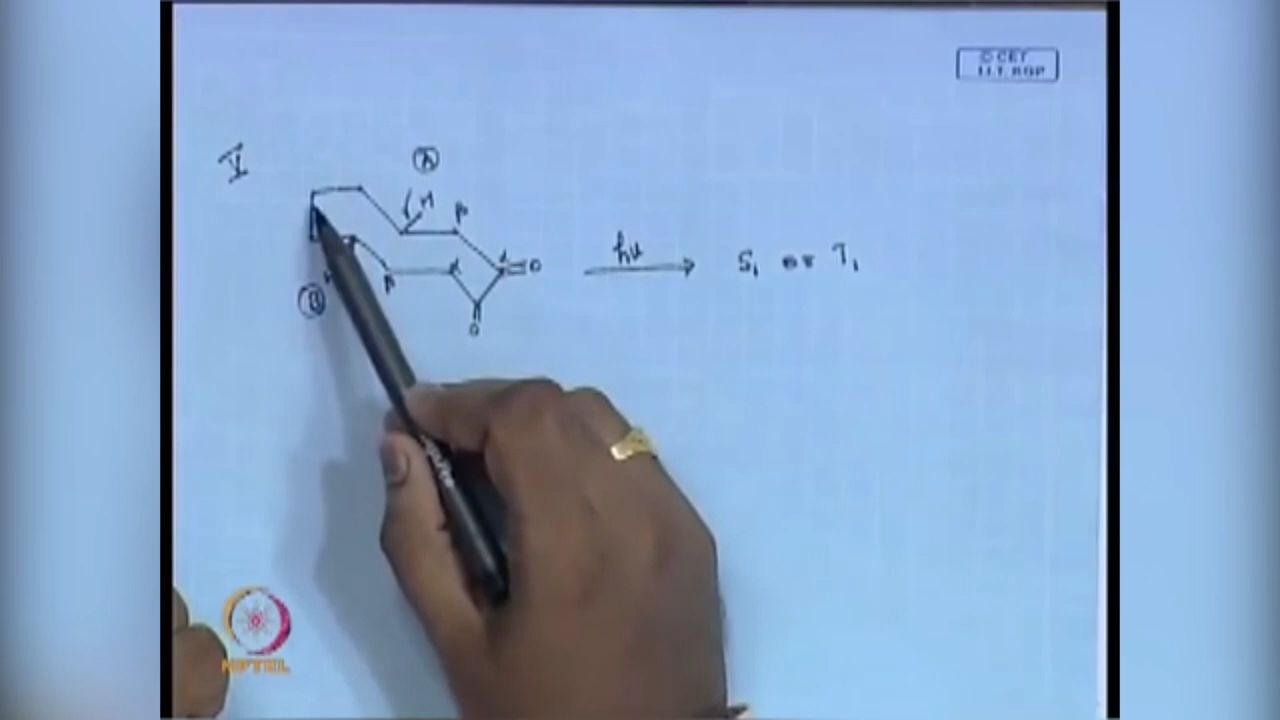 © CET
I.I.T. KGP
V
A
H
β
α
O
hν
S₁ or T₁
α
β
H
B
O
NPTEL